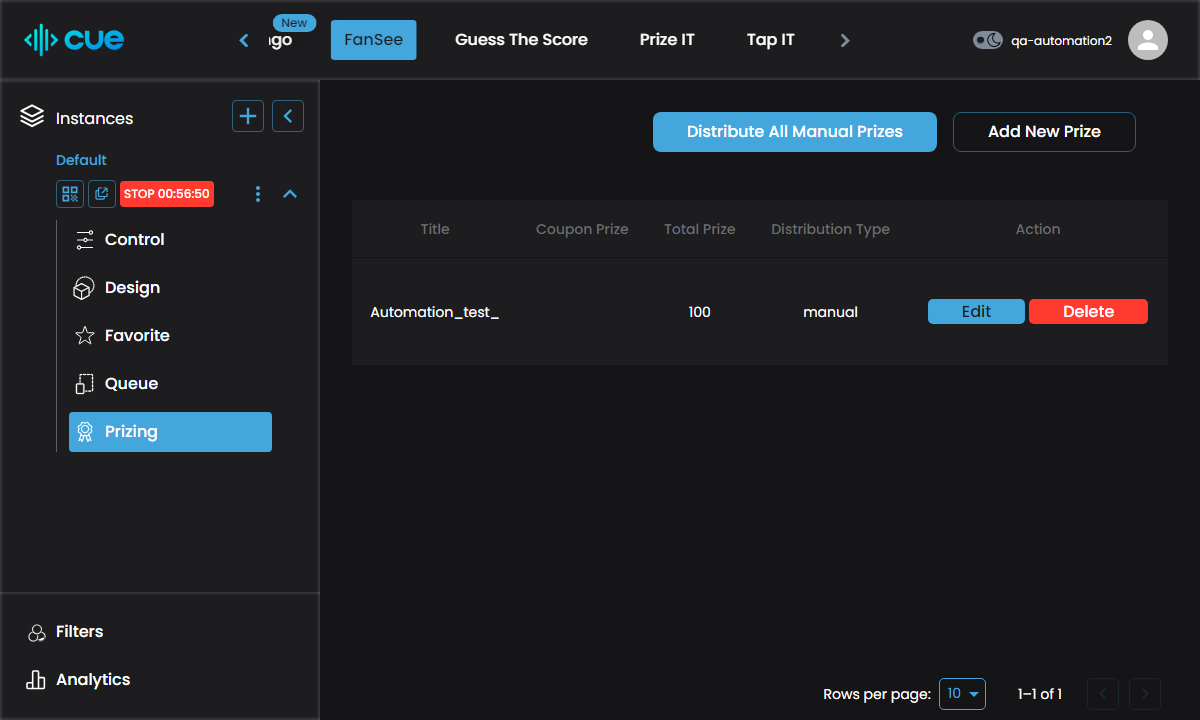 cue
New
FanSee
Guess The Score
Prize IT
Tap IT
qa-automation2
Instances
Default
STOP 00:56:50
Control
Design
Favorite
Queue
Prizing
Filters
Analytics
Distribute All Manual Prizes
Add New Prize
Title
Coupon Prize
Total Prize
Distribution Type
Action
Automation_test_
100
manual
Edit
Delete
Rows per page:
10
1–1 of 1